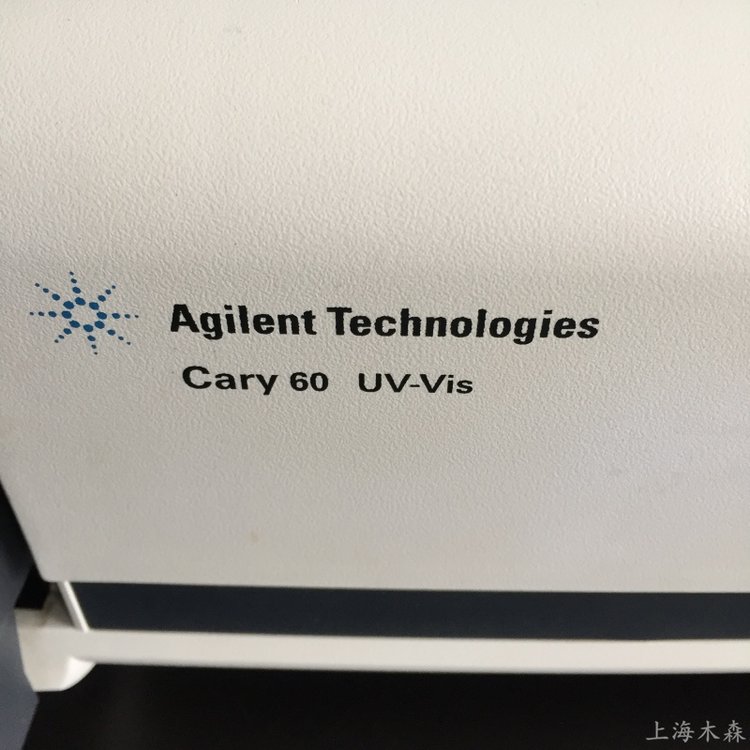 Agilent Technologies
Cary 60 UV-Vis
上海木森